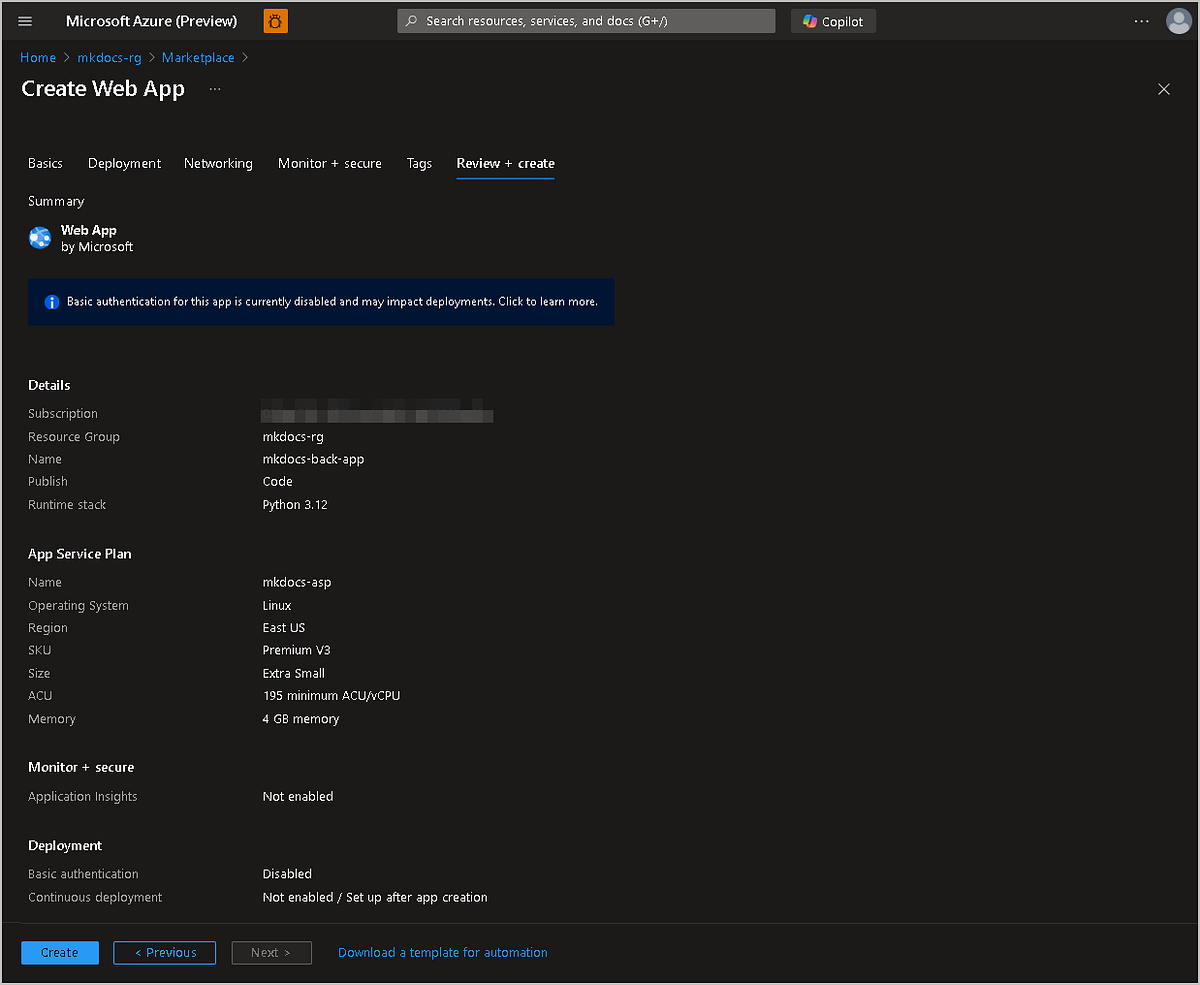 Microsoft Azure (Preview)
Search resources, services, and docs (G+/)
Copilot
Home > mkdocs-rg > Marketplace >
Create Web App ...
Basics Deployment Networking Monitor + secure Tags Review + create
Summary
Web App
by Microsoft
Basic authentication for this app is currently disabled and may impact deployments. Click to learn more.
Details
Subscription
Resource Group mkdocs-rg
Name mkdocs-back-app
Publish Code
Runtime stack Python 3.12
App Service Plan
Name mkdocs-asp
Operating System Linux
Region East US
SKU Premium V3
Size Extra Small
ACU 195 minimum ACU/vCPU
Memory 4 GB memory
Monitor + secure
Application Insights Not enabled
Deployment
Basic authentication Disabled
Continuous deployment Not enabled / Set up after app creation
Create < Previous Next > Download a template for automation